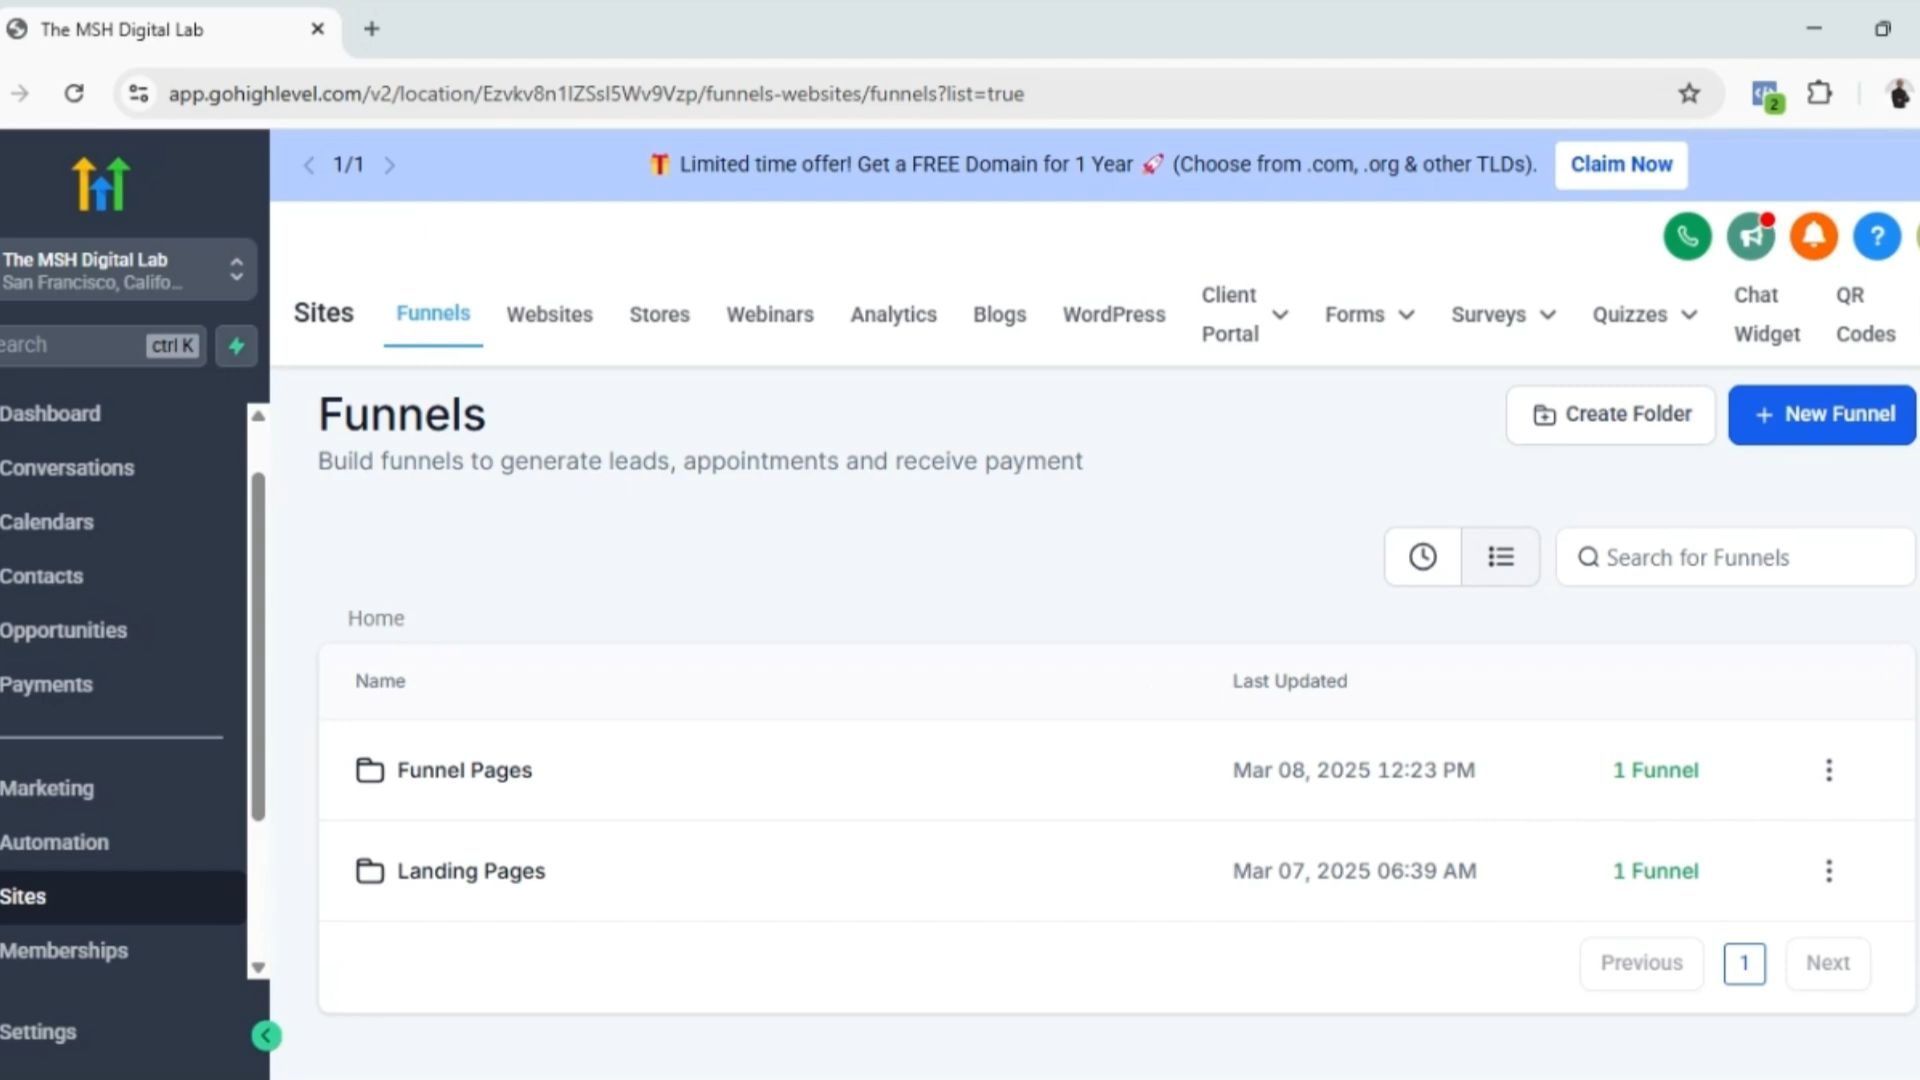 The MSH Digital Lab
app.gohighlevel.com/v2/location/Ezvkv8n1IZSsI5Wv9Vzp/funnels-websites/funnels?list=true
2
1/1
Limited time offer! Get a FREE Domain for 1 Year 🚀 (Choose from .com, .org & other TLDs).
Claim Now
The MSH Digital Lab
San Francisco, Califo...
earch
ctrl K
Dashboard
Conversations
Calendars
Contacts
Opportunities
Payments
Marketing
Automation
Sites
Memberships
Settings
Sites
Funnels
Websites
Stores
Webinars
Analytics
Blogs
WordPress
Client
Portal
Forms
Surveys
Quizzes
Chat
Widget
QR
Codes
?
Funnels
Build funnels to generate leads, appointments and receive payment
Create Folder
+ New Funnel
Search for Funnels
Home
Name
Last Updated
Funnel Pages
Mar 08, 2025 12:23 PM
1 Funnel
Landing Pages
Mar 07, 2025 06:39 AM
1 Funnel
Previous
1
Next